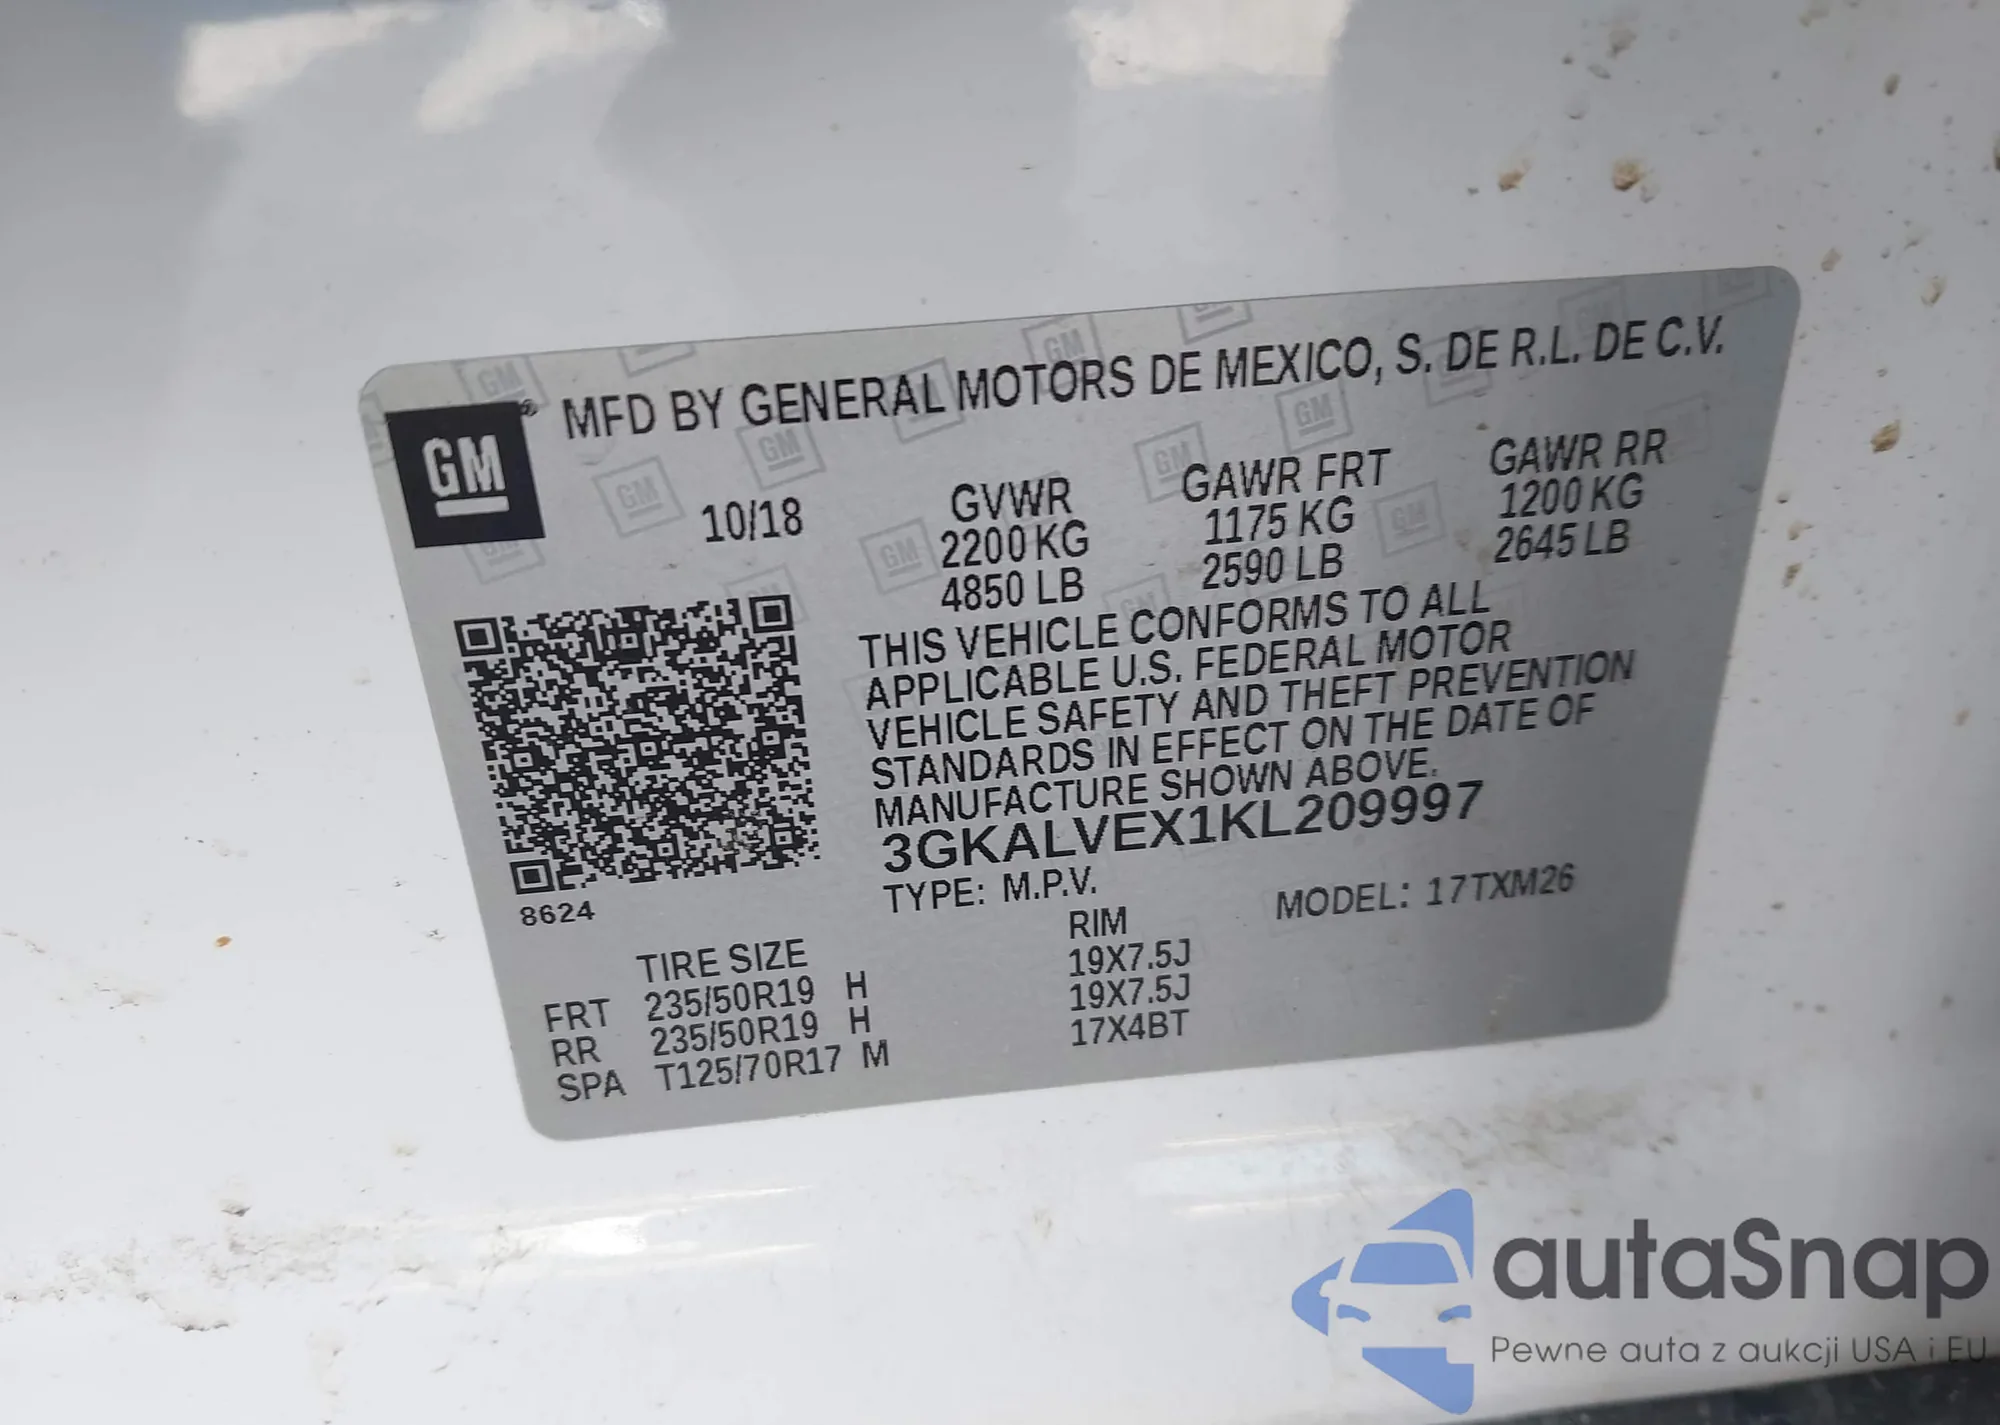 GM ® MFD BY GENERAL MOTORS DE MEXICO, S. DE R.L. DE C.V.
10/18 GVWR GAWR FRT GAWR RR
2200 KG 1175 KG 1200 KG
4850 LB 2590 LB 2645 LB
THIS VEHICLE CONFORMS TO ALL
APPLICABLE U.S. FEDERAL MOTOR
VEHICLE SAFETY AND THEFT PREVENTION
STANDARDS IN EFFECT ON THE DATE OF
MANUFACTURE SHOWN ABOVE.
3GKALVEX1KL209997
8624 TYPE: M.P.V. MODEL: 17TXM26
TIRE SIZE RIM
FRT 235/50R19 H 19X7.5J
RR 235/50R19 H 19X7.5J
SPA T125/70R17 M 17X4BT
autaSnap
Pewne auta z aukcji USA i EU